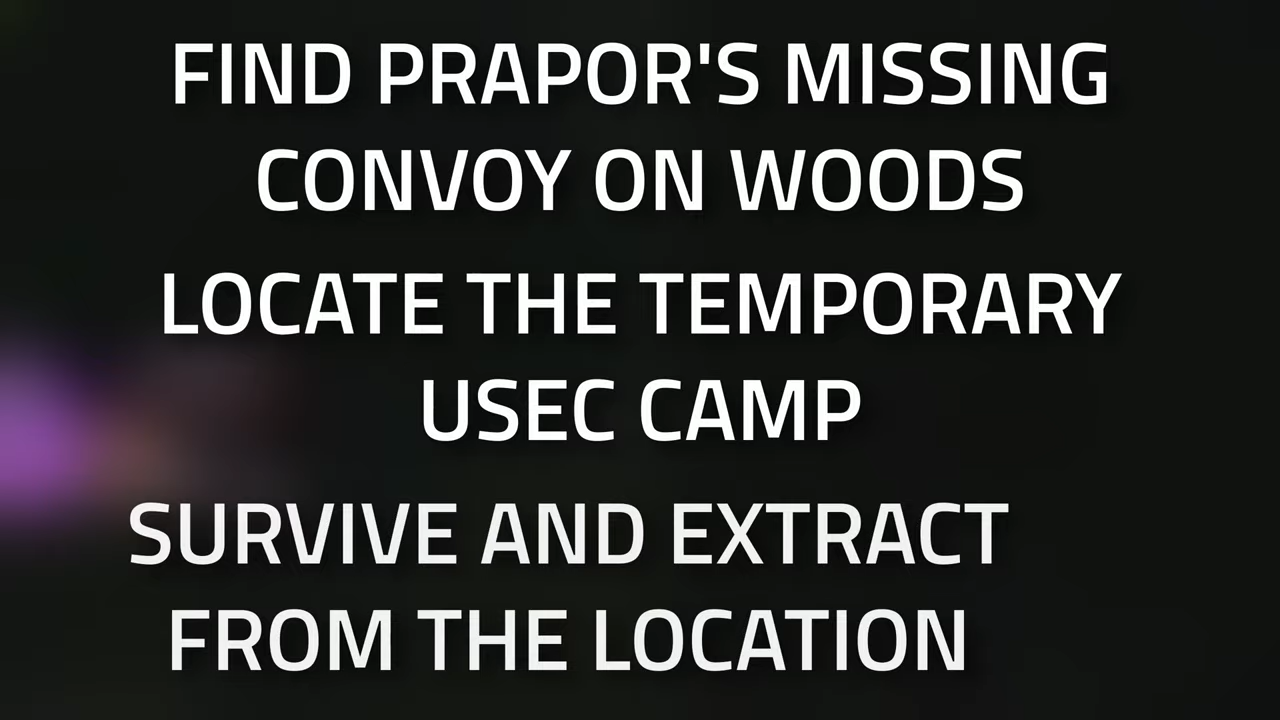 FIND PRAPOR'S MISSING
CONVOY ON WOODS
LOCATE THE TEMPORARY
USEC CAMP
SURVIVE AND EXTRACT
FROM THE LOCATION